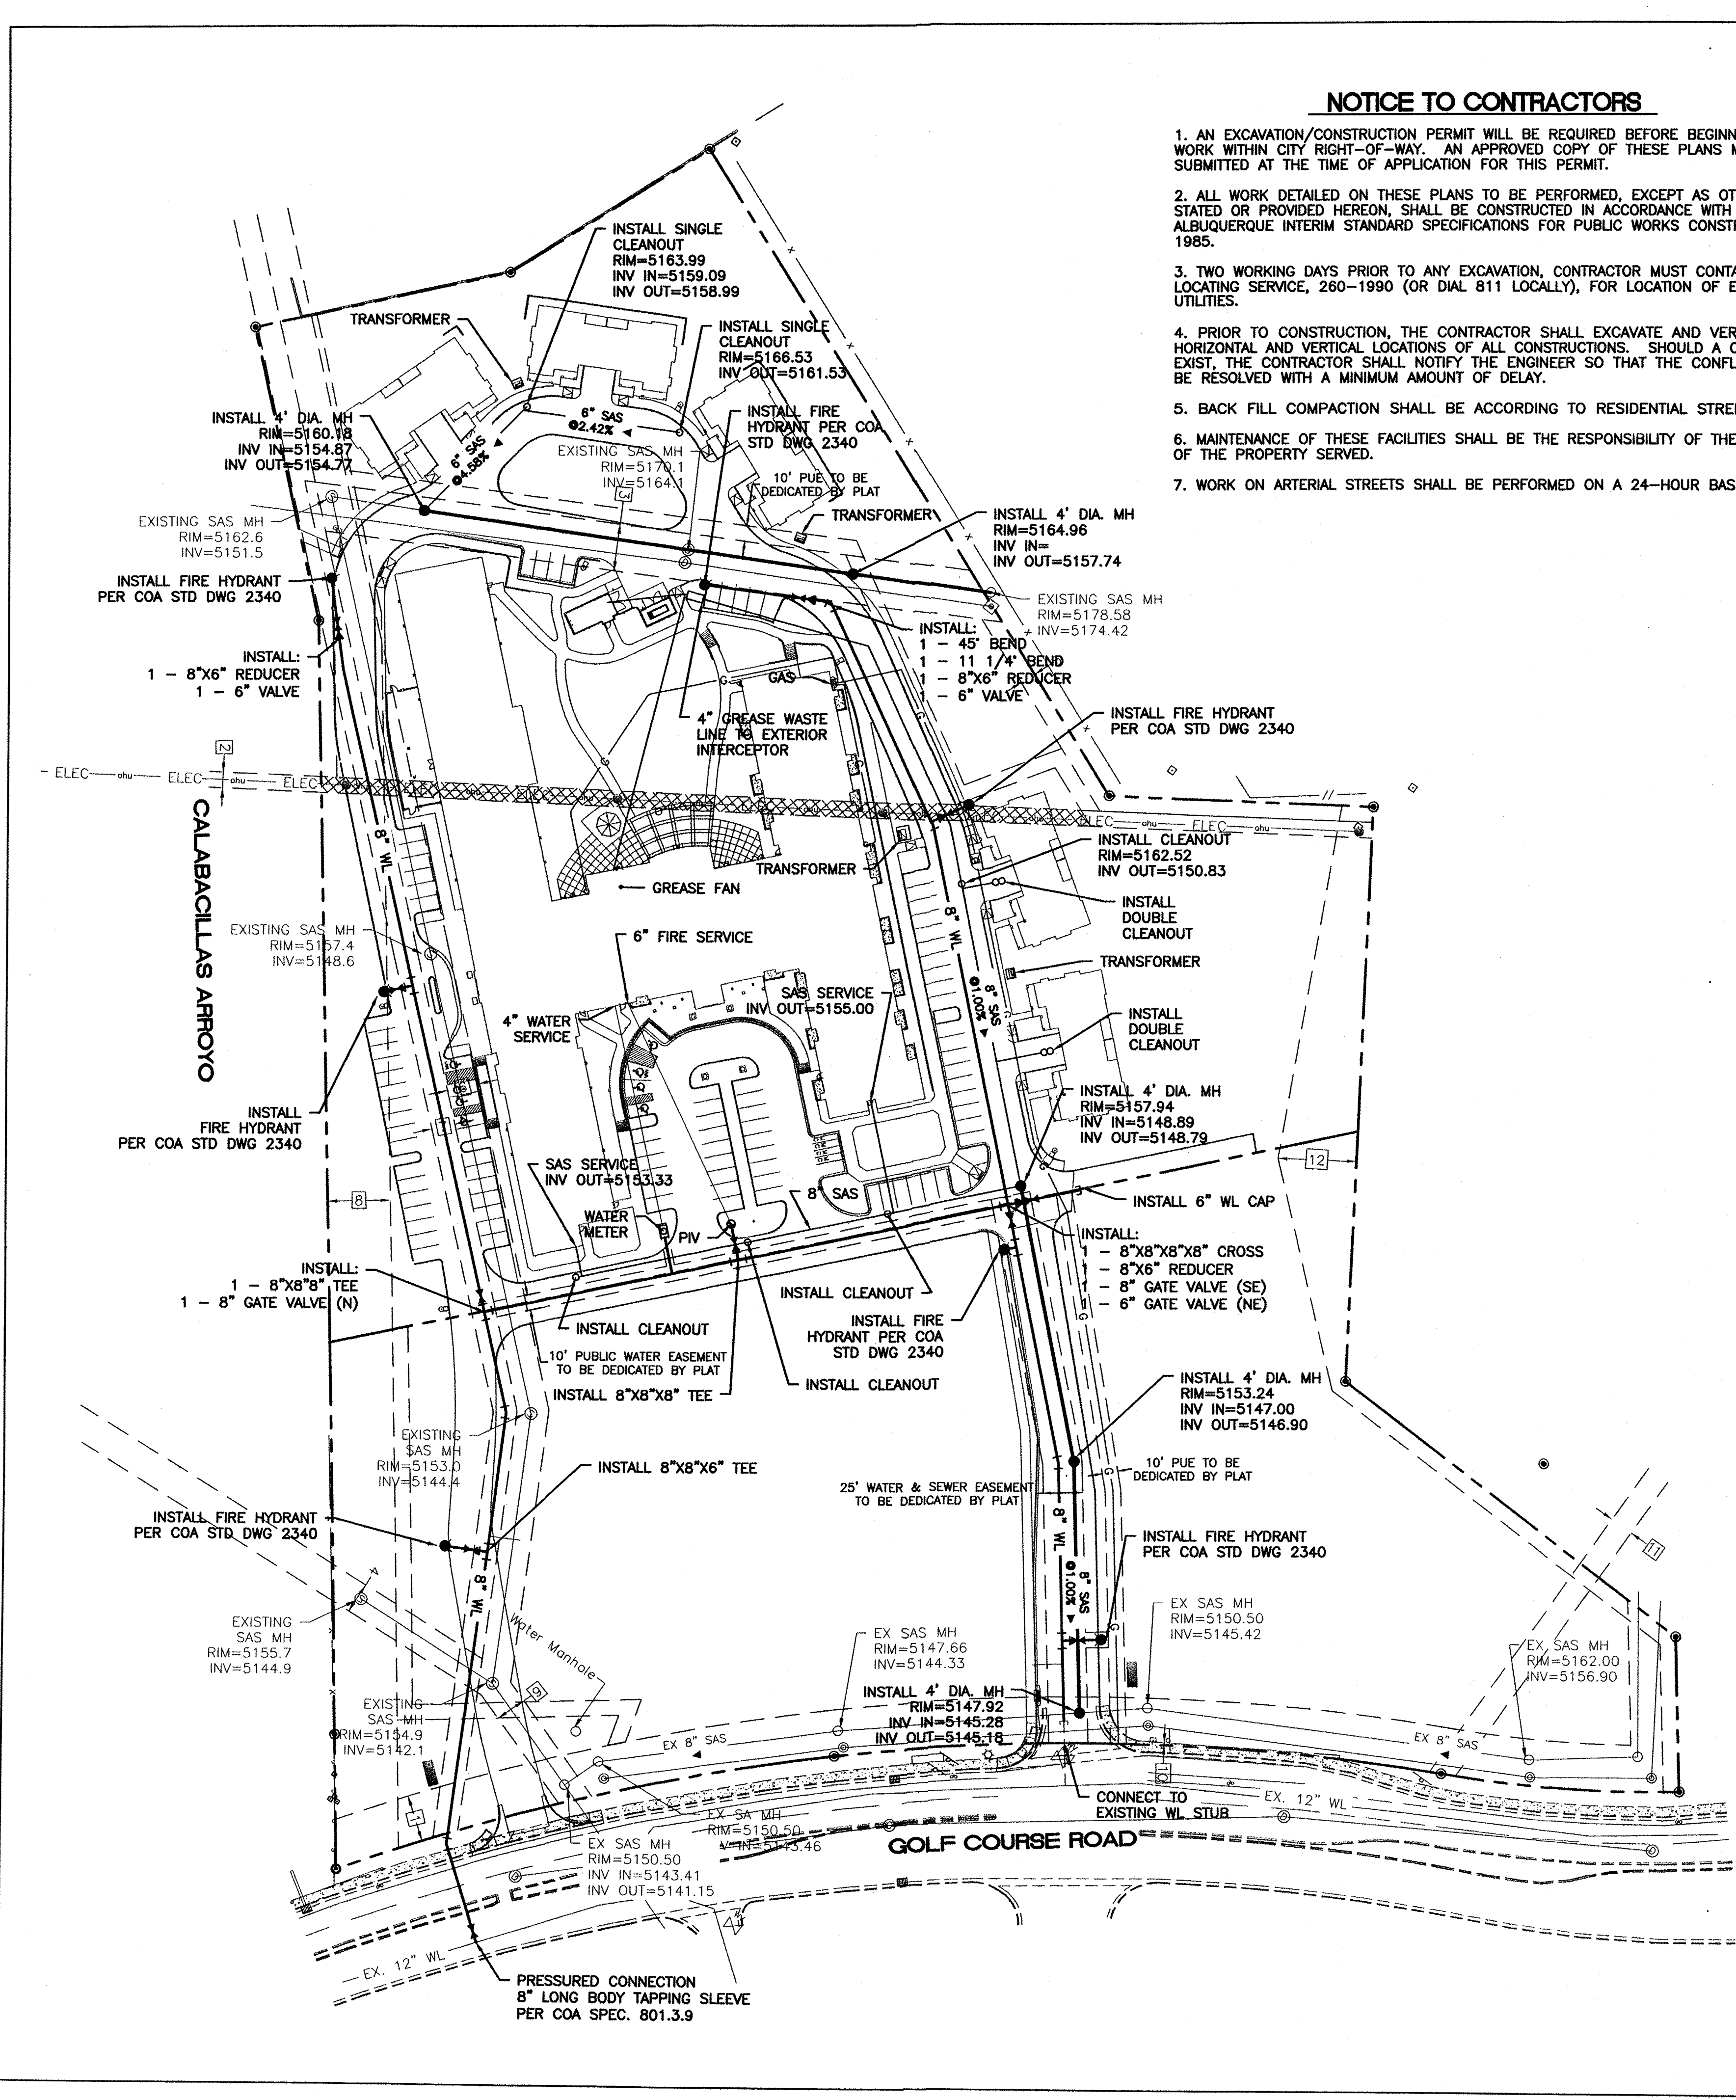 NOTICE TO CONTRACTORS
1. AN EXCAVATION/CONSTRUCTION PERMIT WILL BE REQUIRED BEFORE BEGINN
WORK WITHIN CITY RIGHT-OF-WAY. AN APPROVED COPY OF THESE PLANS M
SUBMITTED AT THE TIME OF APPLICATION FOR THIS PERMIT.
2. ALL WORK DETAILED ON THESE PLANS TO BE PERFORMED, EXCEPT AS OT
STATED OR PROVIDED HEREON, SHALL BE CONSTRUCTED IN ACCORDANCE WITH
ALBUQUERQUE INTERIM STANDARD SPECIFICATIONS FOR PUBLIC WORKS CONST
1985.
3. TWO WORKING DAYS PRIOR TO ANY EXCAVATION, CONTRACTOR MUST CONTA
LOCATING SERVICE, 260-1990 (OR DIAL 811 LOCALLY), FOR LOCATION OF E
UTILITIES.
4. PRIOR TO CONSTRUCTION, THE CONTRACTOR SHALL EXCAVATE AND VER
HORIZONTAL AND VERTICAL LOCATIONS OF ALL CONSTRUCTIONS. SHOULD A C
EXIST, THE CONTRACTOR SHALL NOTIFY THE ENGINEER SO THAT THE CONFL
BE RESOLVED WITH A MINIMUM AMOUNT OF DELAY.
5. BACK FILL COMPACTION SHALL BE ACCORDING TO RESIDENTIAL STRE
6. MAINTENANCE OF THESE FACILITIES SHALL BE THE RESPONSIBILITY OF THE
OF THE PROPERTY SERVED.
7. WORK ON ARTERIAL STREETS SHALL BE PERFORMED ON A 24-HOUR BAS
INSTALL SINGLE
CLEANOUT
RIM=5163.99
INV IN=5159.09
INV OUT=5158.99
TRANSFORMER
INSTALL SINGLE
CLEANOUT
RIM=5166.53
INV OUT=5161.53
INSTALL 4' DIA. MH
RIM=5160.18
INV IN=5154.87
INV OUT=5154.77
6" SAS
@2.42%
6" SAS
@4.58%
INSTALL FIRE
HYDRANT PER COA
STD DWG 2340
EXISTING SAS MH
RIM=5170.1
INV=5164.1
3
10' PUE TO BE
DEDICATED BY PLAT
TRANSFORMER
INSTALL 4' DIA. MH
RIM=5164.96
INV IN=
INV OUT=5157.74
EXISTING SAS MH
RIM=5162.6
INV=5151.5
INSTALL FIRE HYDRANT
PER COA STD DWG 2340
EXISTING SAS MH
RIM=5178.58
INV=5174.42
INSTALL:
1 - 8"X6" REDUCER
1 - 6" VALVE
INSTALL:
1 - 45° BEND
1 - 11 1/4° BEND
1 - 8"X6" REDUCER
1 - 6" VALVE
GAS
4" GREASE WASTE
LINE TO EXTERIOR
INTERCEPTOR
INSTALL FIRE HYDRANT
PER COA STD DWG 2340
2
ELEC ohu ELEC ohu ELEC
ELEC ohu ELEC ohu
CALABACILLAS ARROYO
8" WL
INSTALL CLEANOUT
RIM=5162.52
INV OUT=5150.83
TRANSFORMER
GREASE FAN
INSTALL
DOUBLE
CLEANOUT
8" WL
EXISTING SAS MH
RIM=5157.4
INV=5148.6
6" FIRE SERVICE
TRANSFORMER
SAS SERVICE
INV OUT=5155.00
8" SAS
@1.00%
4" WATER
SERVICE
INSTALL
DOUBLE
CLEANOUT
INSTALL
FIRE HYDRANT
PER COA STD DWG 2340
INSTALL 4' DIA. MH
RIM=5157.94
INV IN=5148.89
INV OUT=5148.79
12
8
SAS SERVICE
INV OUT=5153.33
8" SAS
INSTALL 6" WL CAP
WATER
METER
PIV
INSTALL:
1 - 8"X8"X8"X8" CROSS
1 - 8"X6" REDUCER
1 - 8" GATE VALVE (SE)
1 - 6" GATE VALVE (NE)
INSTALL:
1 - 8"X8"8" TEE
1 - 8" GATE VALVE (N)
INSTALL CLEANOUT
INSTALL CLEANOUT
INSTALL FIRE
HYDRANT PER COA
STD DWG 2340
10' PUBLIC WATER EASEMENT
TO BE DEDICATED BY PLAT
INSTALL 8"X8"X8" TEE
INSTALL CLEANOUT
INSTALL 4' DIA. MH
RIM=5153.24
INV IN=5147.00
INV OUT=5146.90
EXISTING
SAS MH
RIM=5153.0
INV=5144.4
INSTALL 8"X8"X6" TEE
10' PUE TO BE
DEDICATED BY PLAT
25' WATER & SEWER EASEMENT
TO BE DEDICATED BY PLAT
INSTALL FIRE HYDRANT
PER COA STD DWG 2340
8" WL
INSTALL FIRE HYDRANT
PER COA STD DWG 2340
11
8" WL
8" SAS
@1.00%
4
EXISTING
SAS MH
RIM=5155.7
INV=5144.9
Water Manhole
EX SAS MH
RIM=5147.66
INV=5144.33
EX SAS MH
RIM=5150.50
INV=5145.42
EX SAS MH
RIM=5162.00
INV=5156.90
9
EXISTING
SAS MH
RIM=5154.9
INV=5142.1
INSTALL 4' DIA. MH
RIM=5147.92
INV IN=5145.28
INV OUT=5145.18
EX 8" SAS
EX 8" SAS
1
10
CONNECT TO
EXISTING WL STUB
EX. 12" WL
EX SA MH
RIM=5150.50
V IN=5143.46
EX SAS MH
RIM=5150.50
INV IN=5143.41
INV OUT=5141.15
GOLF COURSE ROAD
EX. 12" WL
PRESSURED CONNECTION
8" LONG BODY TAPPING SLEEVE
PER COA SPEC. 801.3.9